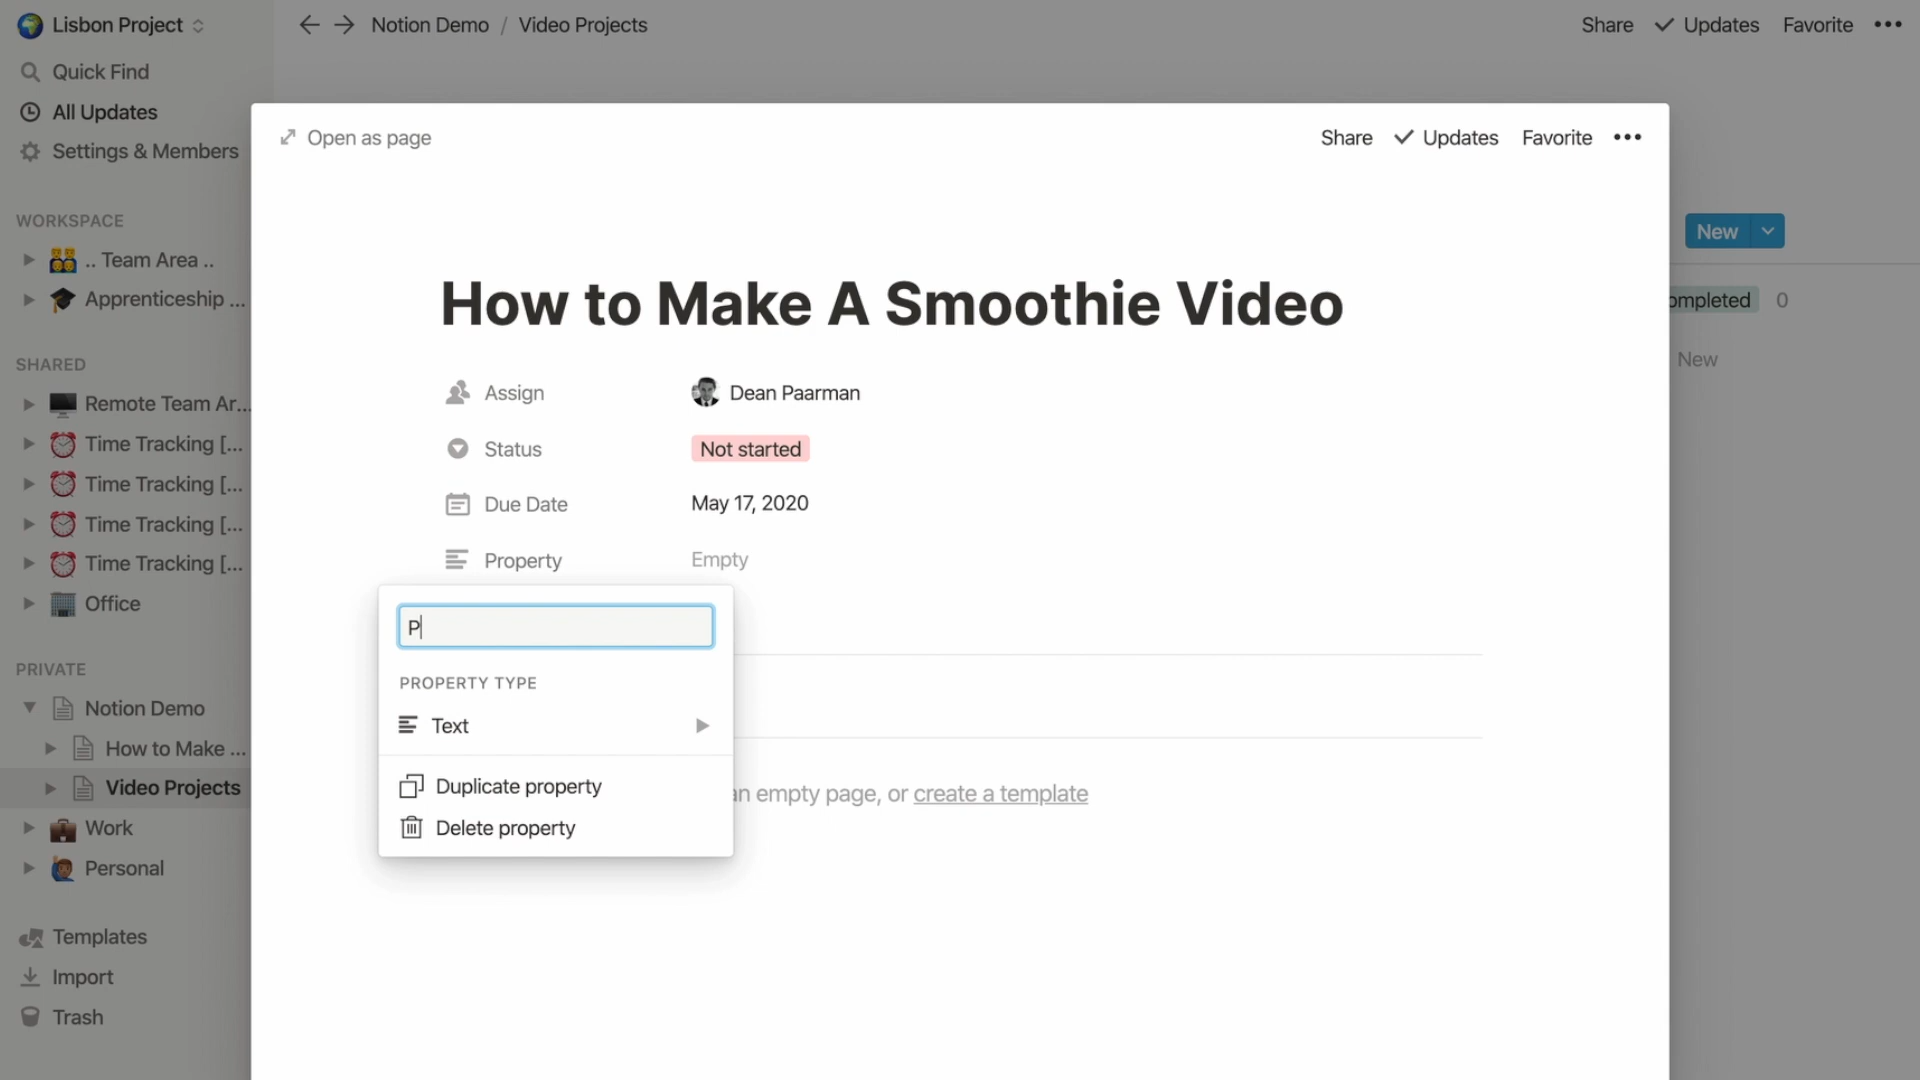 Lisbon Project
Quick Find
All Updates
Settings & Members
WORKSPACE
.. Team Area ..
Apprenticeship ...
SHARED
Remote Team Ar...
Time Tracking [...
Time Tracking [...
Time Tracking [...
Time Tracking [...
Office
PRIVATE
Notion Demo
How to Make ...
Video Projects
Work
Personal
Templates
Import
Trash
Notion Demo / Video Projects
Share Updates Favorite
New
ompleted 0
New
Open as page
Share Updates Favorite
How to Make A Smoothie Video
Assign Dean Paarman
Status Not started
Due Date May 17, 2020
Property Empty
P
PROPERTY TYPE
Text
Duplicate property
Delete property
an empty page, or create a template